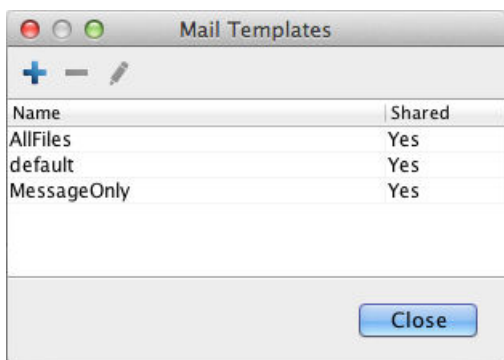 Mail Templates
Name Shared
AllFiles Yes
default Yes
MessageOnly Yes
Close